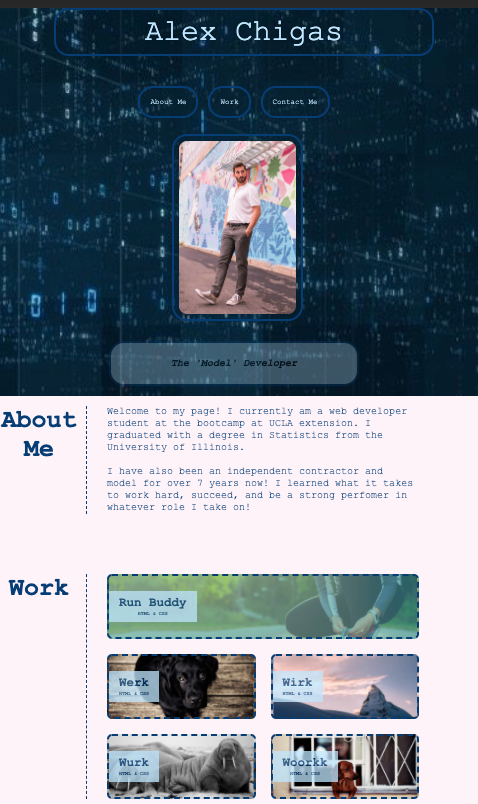 Alex Chigas
About Me
Work
Contact Me
0 1 0
The 'Model' Developer
About
Me
Welcome to my page! I currently am a web developer
student at the bootcamp at UCLA extension. I
graduated with a degree in Statistics from the
University of Illinois.
I have also been an independent contractor and
model for over 7 years now! I learned what it takes
to work hard, succeed, and be a strong perfomer in
whatever role I take on!
Work
Run Buddy
HTML & CSS
Werk
HTML & CSS
Wirk
HTML & CSS
Wurk
HTML & CSS
Woorkk
HTML & CSS